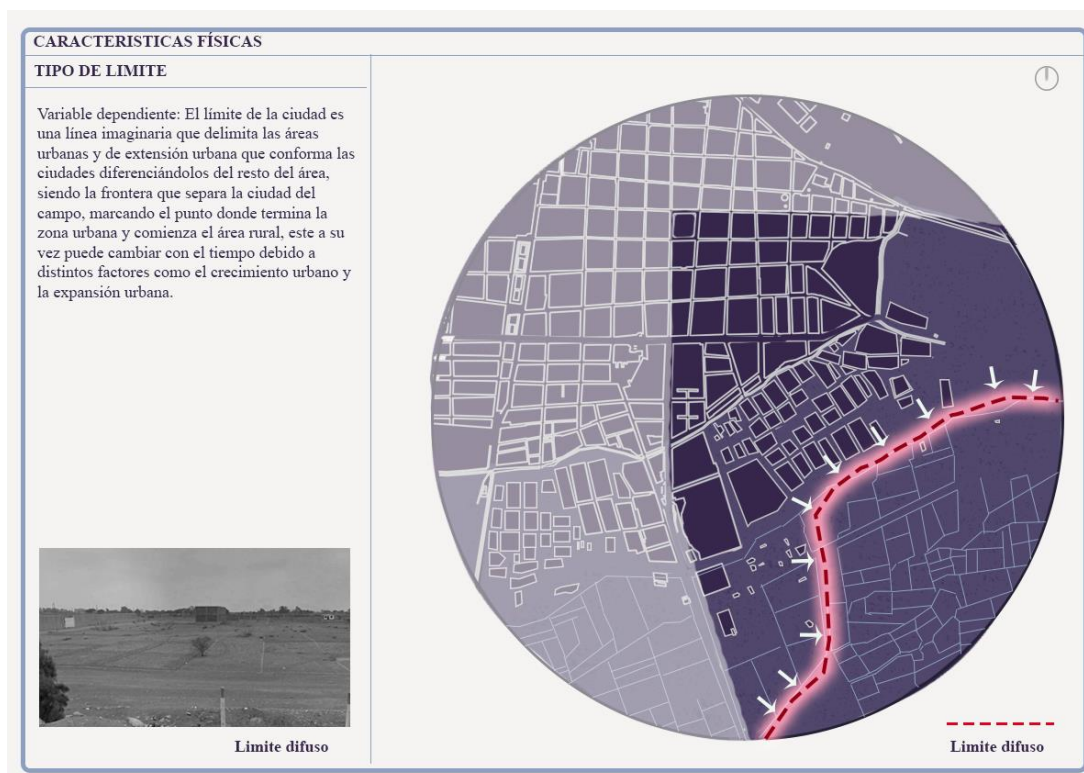 CARACTERISTICAS FÍSICAS
TIPO DE LIMITE
Variable dependiente: El límite de la ciudad es
una línea imaginaria que delimita las áreas
urbanas y de extensión urbana que conforma las
ciudades diferenciándolos del resto del área,
siendo la frontera que separa la ciudad del
campo, marcando el punto donde termina la
zona urbana y comienza el área rural, este a su
vez puede cambiar con el tiempo debido a
distintos factores como el crecimiento urbano y
la expansión urbana.
Limite difuso
Limite difuso